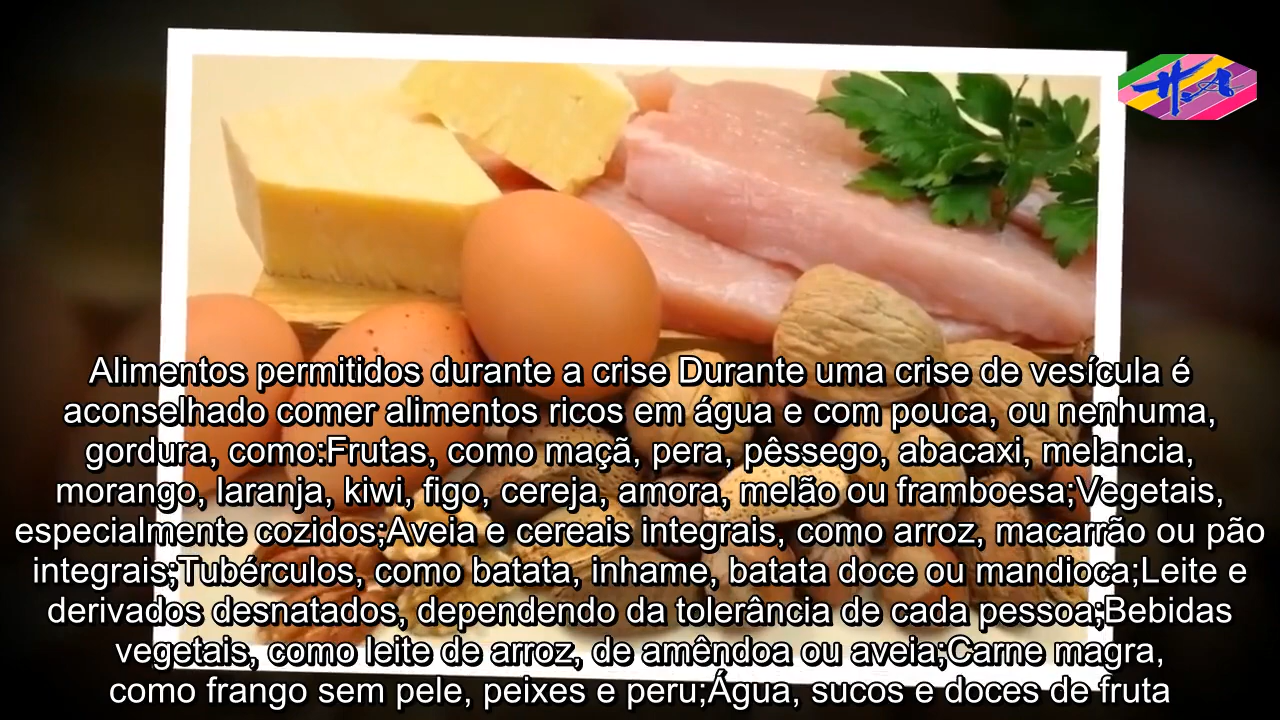 H.A
Alimentos permitidos durante a crise Durante uma crise de vesícula é
aconselhado comer alimentos ricos em água e com pouca, ou nenhuma,
gordura, como:Frutas, como maçã, pera, pêssego, abacaxi, melancia,
morango, laranja, kiwi, figo, cereja, amora, melão ou framboesa;Vegetais,
especialmente cozidos;Aveia e cereais integrais, como arroz, macarrão ou pão
integrais;Tubérculos, como batata, inhame, batata doce ou mandioca;Leite e
derivados desnatados, dependendo da tolerância de cada pessoa;Bebidas
vegetais, como leite de arroz, de amêndoa ou aveia;Carne magra,
como frango sem pele, peixes e peru;Água, sucos e doces de fruta